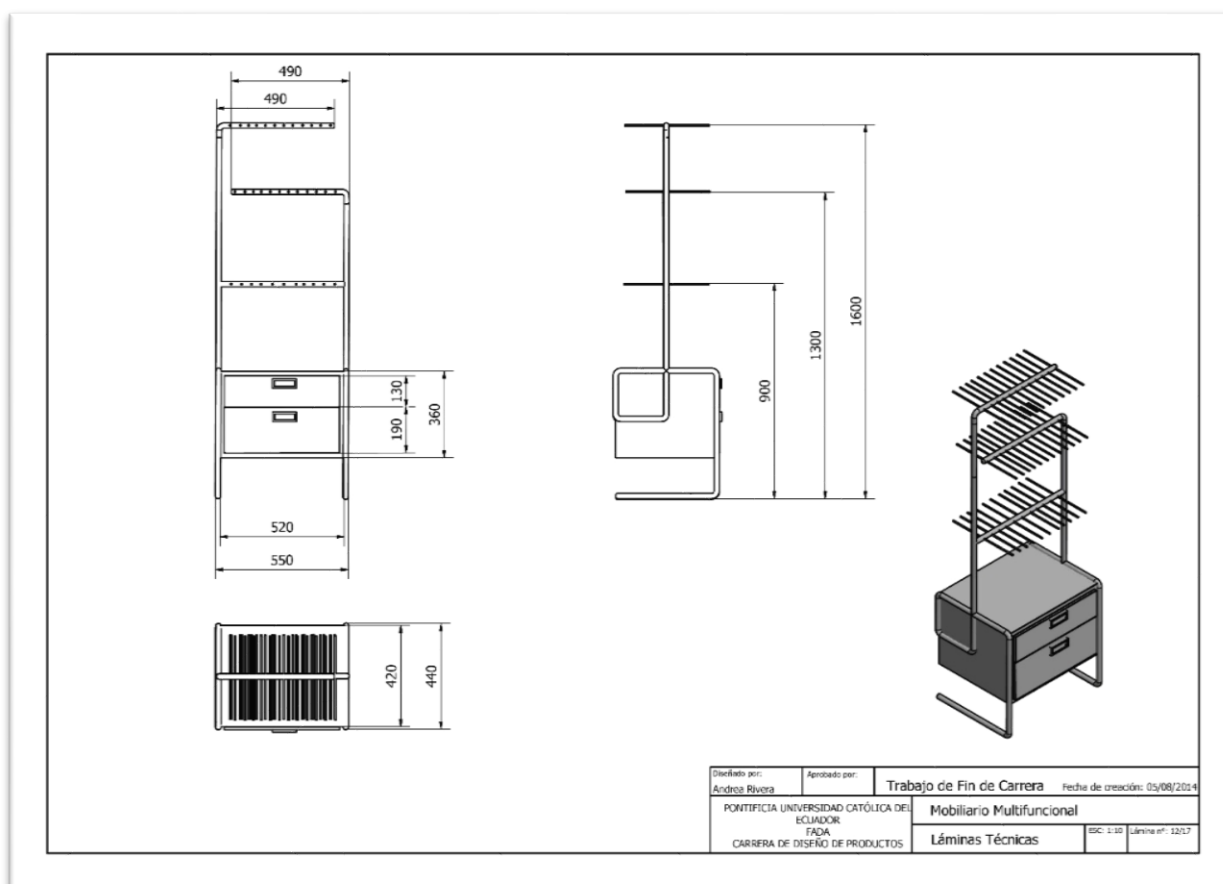 490
490
130
190
360
520
550
900
1300
1600
420
440
Diseñado por:
Andrea Rivera
Aprobado por:
Trabajo de Fin de Carrera
Fecha de creación: 05/08/2014
PONTIFICIA UNIVERSIDAD CATÓLICA DEL
ECUADOR
FADA
CARRERA DE DISEÑO DE PRODUCTOS
Mobiliario Multifuncional
Láminas Técnicas
ESC: 1:10
Lámina nº: 12/17